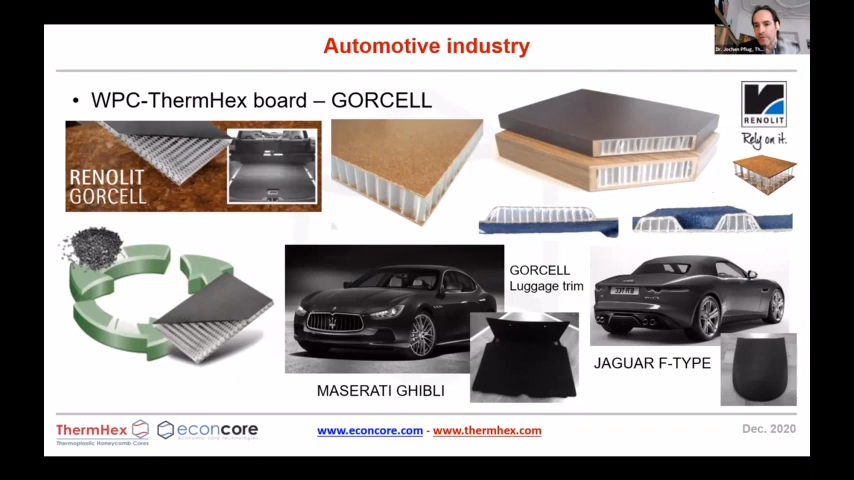 Dr. Jochen Pflug, Th...
Automotive industry
• WPC-ThermHex board – GORCELL
RENOLIT
Rely on it.
RENOLIT
GORCELL
GORCELL
Luggage trim
MASERATI GHIBLI
JAGUAR F-TYPE
ThermHex
Thermoplastic Honeycomb Cores
econcore
economic core technologies
www.econcore.com - www.thermhex.com
Dec. 2020